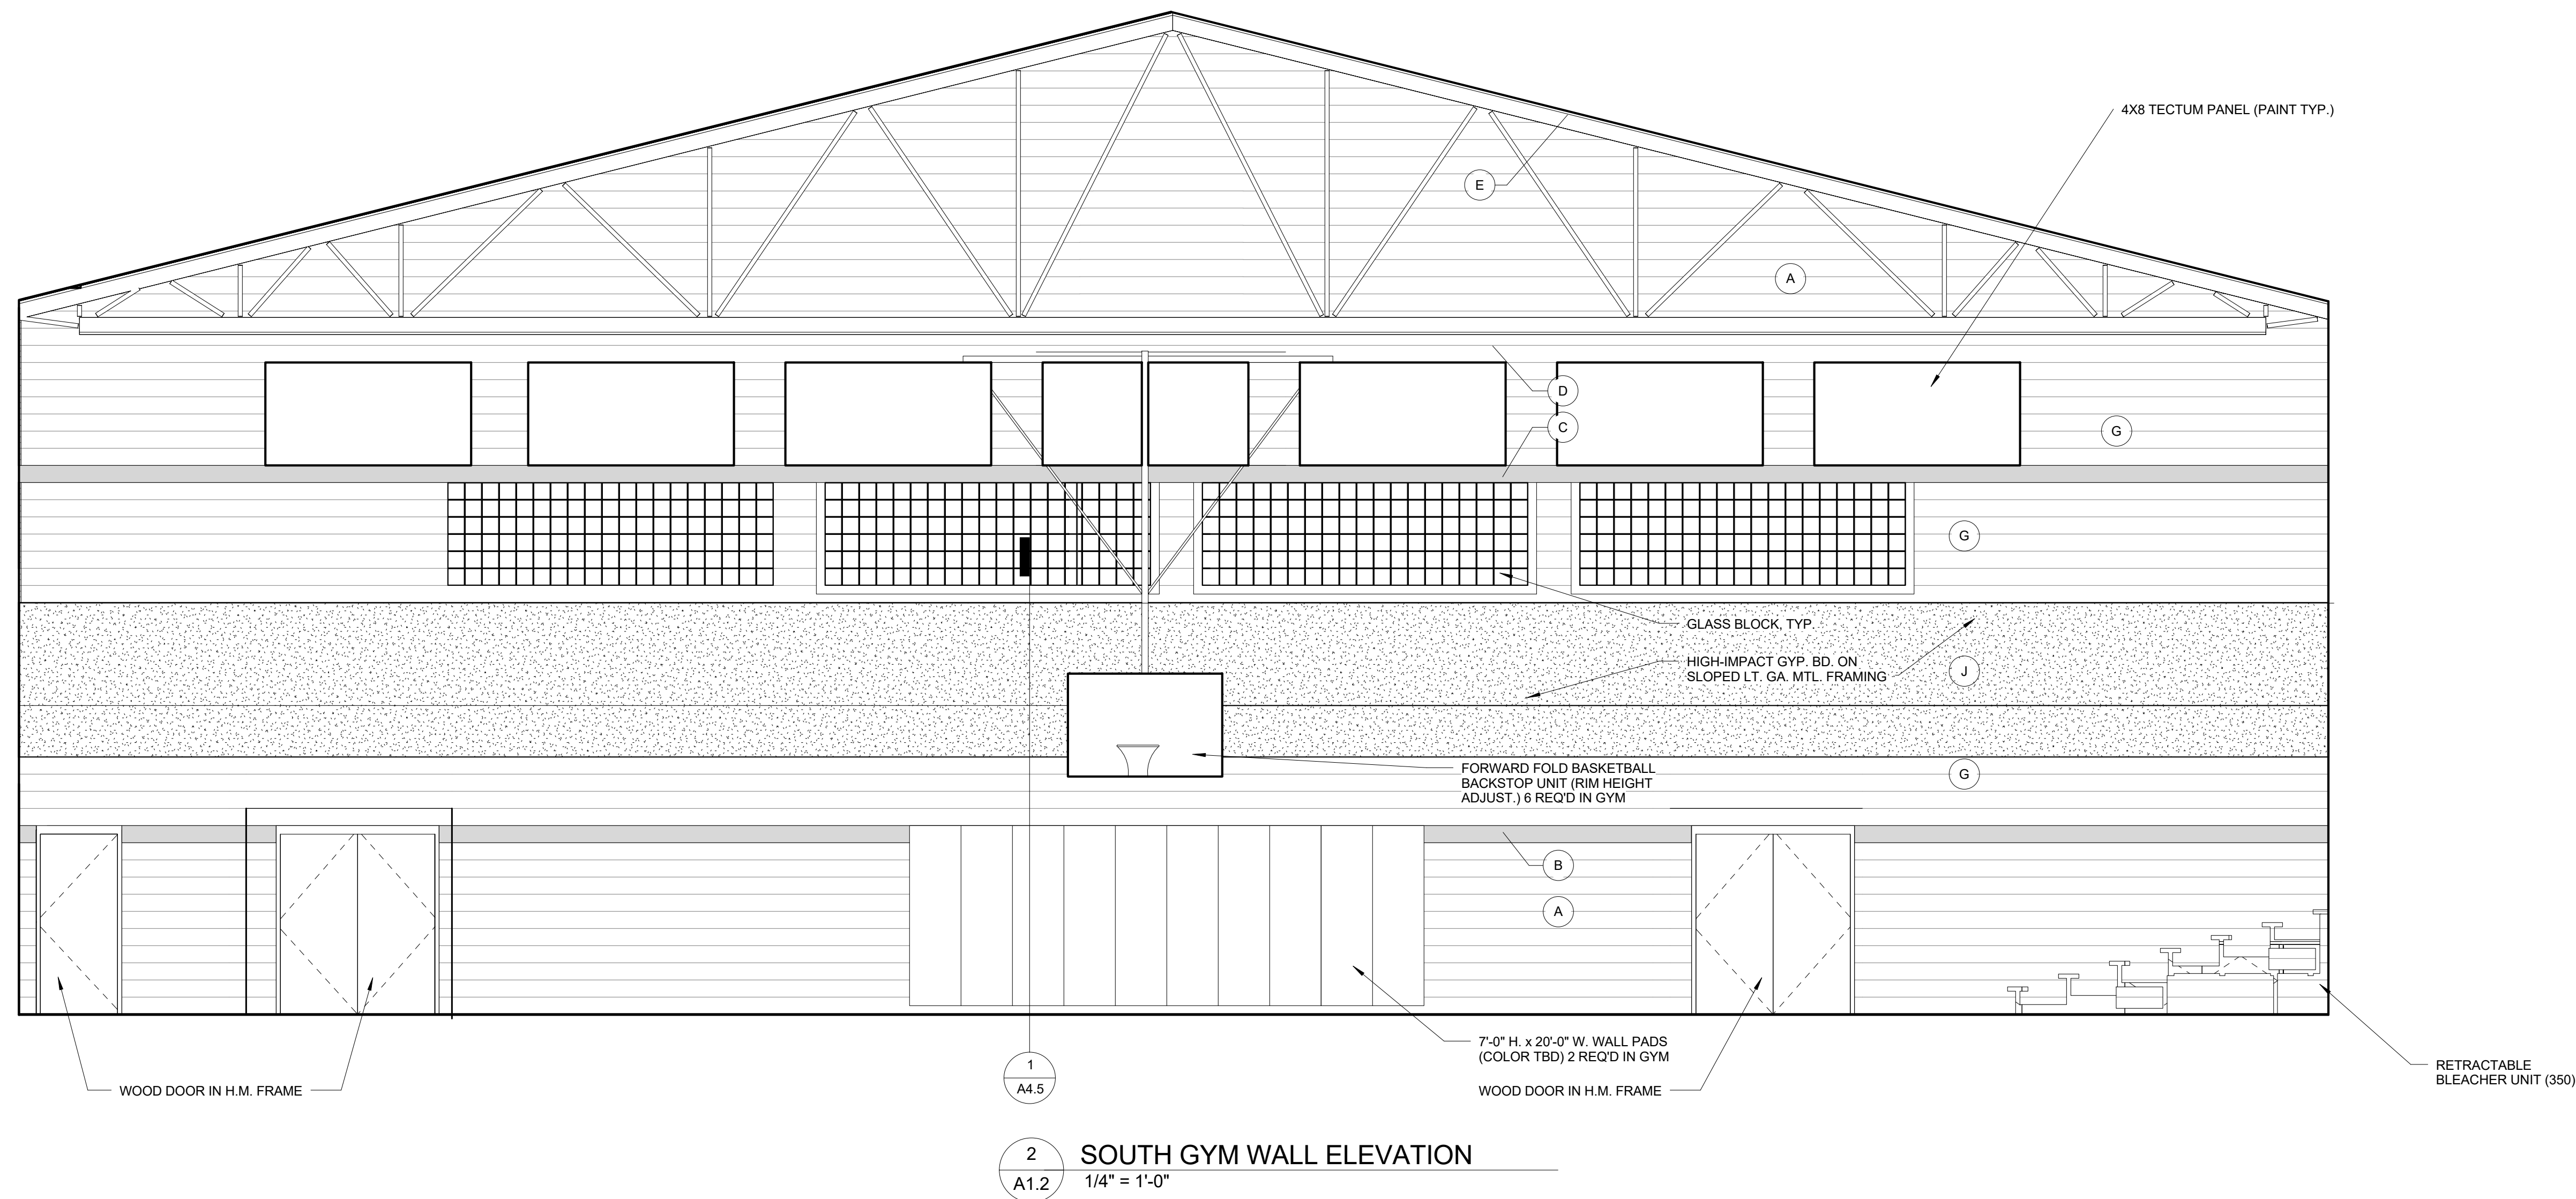 4X8 TECTUM PANEL (PAINT TYP.)
E
A
D
C
G
G
GLASS BLOCK, TYP.
HIGH-IMPACT GYP. BD. ON
SLOPED LT. GA. MTL. FRAMING
J
FORWARD FOLD BASKETBALL
BACKSTOP UNIT (RIM HEIGHT
ADJUST.) 6 REQ'D IN GYM
G
B
A
7'-0" H. x 20'-0" W. WALL PADS
(COLOR TBD) 2 REQ'D IN GYM
WOOD DOOR IN H.M. FRAME
WOOD DOOR IN H.M. FRAME
RETRACTABLE
BLEACHER UNIT (350)
1
A4.5
2
A1.2
SOUTH GYM WALL ELEVATION
1/4" = 1'-0"